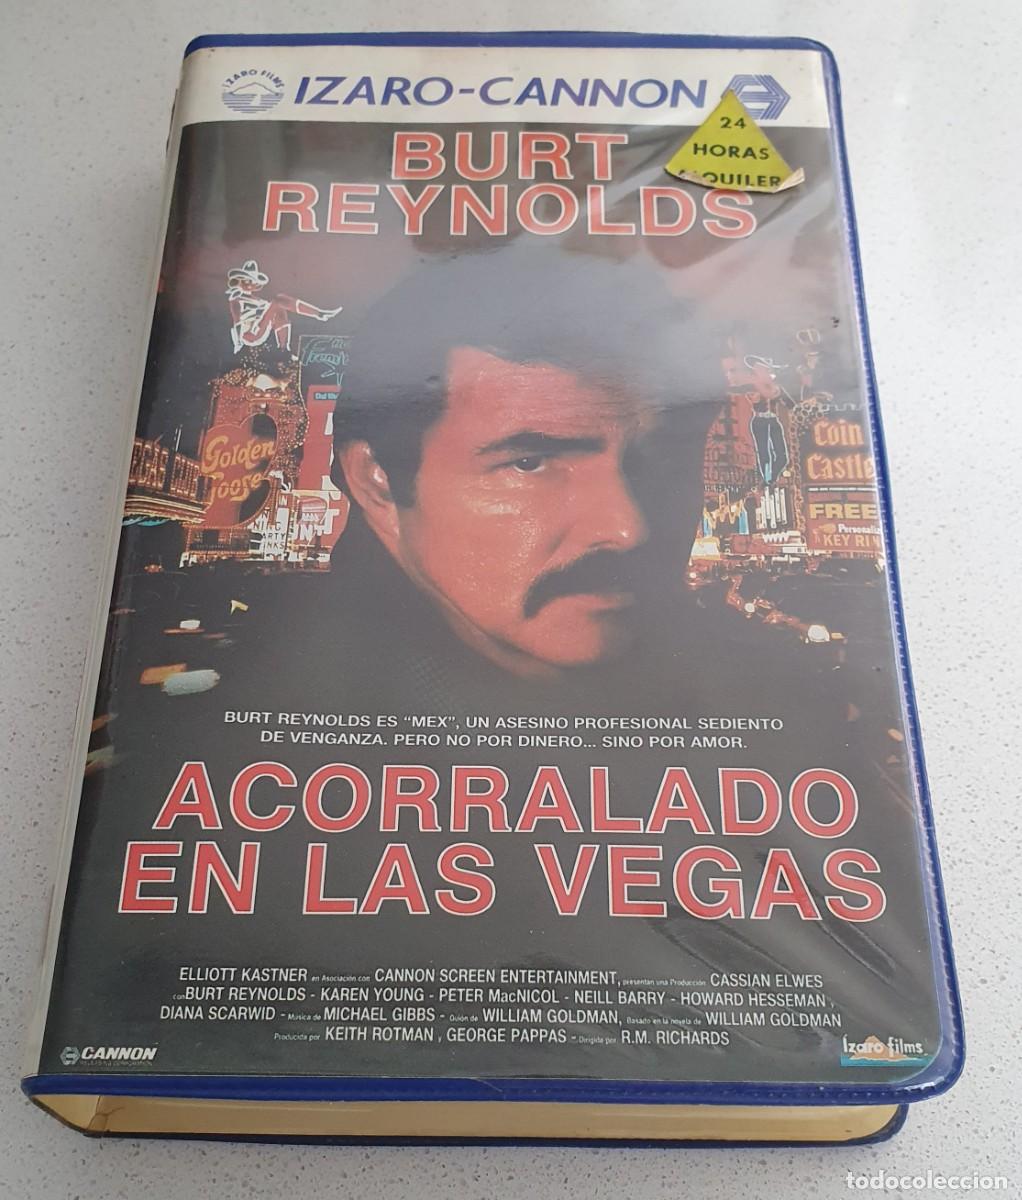 IZARO FILMS
IZARO-CANNON
24
HORAS
ALQUILER
BURT
REYNOLDS
Golden
Goose
Coin
Castle
FREE
Personaliz
KEY RIN
BURT REYNOLDS ES “MEX”, UN ASESINO PROFESIONAL SEDIENTO
DE VENGANZA. PERO NO POR DINERO... SINO POR AMOR.
ACORRALADO
EN LAS VEGAS
ELLIOTT KASTNER en Asociación con CANNON SCREEN ENTERTAINMENT, presentan una Producción CASSIAN ELWES
con BURT REYNOLDS - KAREN YOUNG - PETER MacNICOL - NEILL BARRY - HOWARD HESSEMAN,
DIANA SCARWID - Música de MICHAEL GIBBS - Guión de WILLIAM GOLDMAN, Basado en la novela de WILLIAM GOLDMAN
Producida por KEITH ROTMAN, GEORGE PAPPAS - Dirigida por R.M. RICHARDS
CANNON
Izaro films
todocoleccion